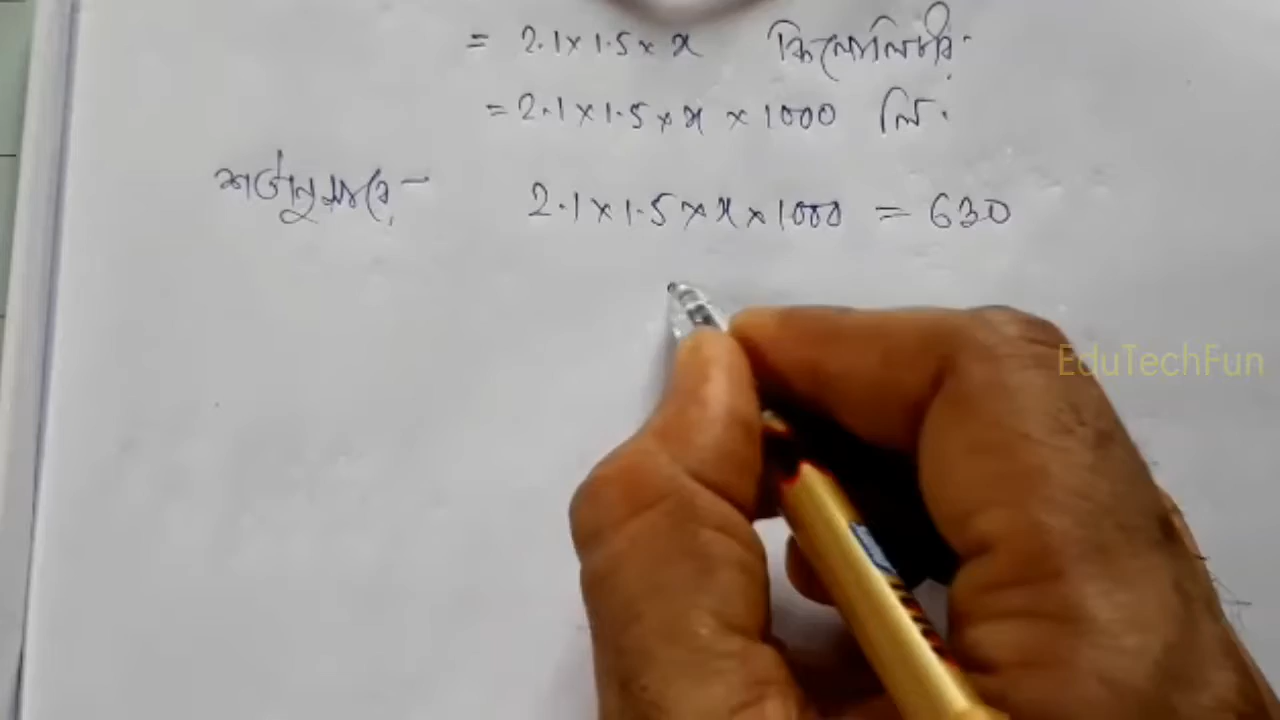 = 2.1 × 1.5 × x কিলোলিটার.
= 2.1 × 1.5 × x × 1000 লি.
শর্তানুসারে – 2.1 × 1.5 × x × 1000 = 630
EduTechFun